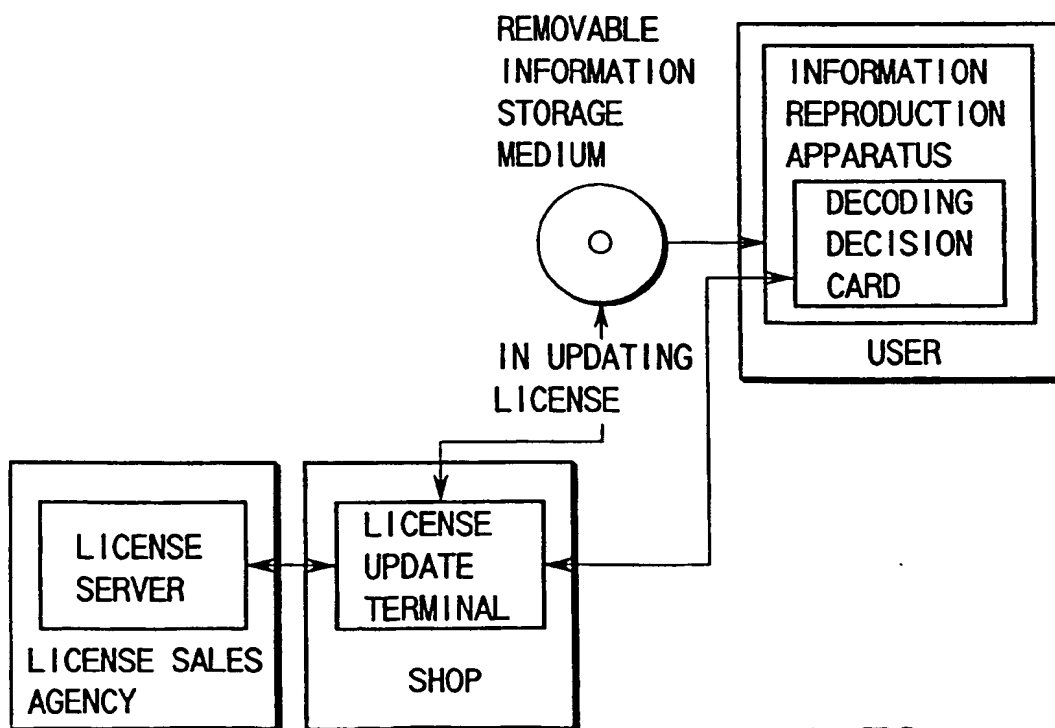 REMOVABLE
INFORMATION
STORAGE
MEDIUM
INFORMATION
REPRODUCTION
APPARATUS
DECODING
DECISION
CARD
USER
IN UPDATING
LICENSE
LICENSE
SERVER
LICENSE SALES
AGENCY
LICENSE
UPDATE
TERMINAL
SHOP